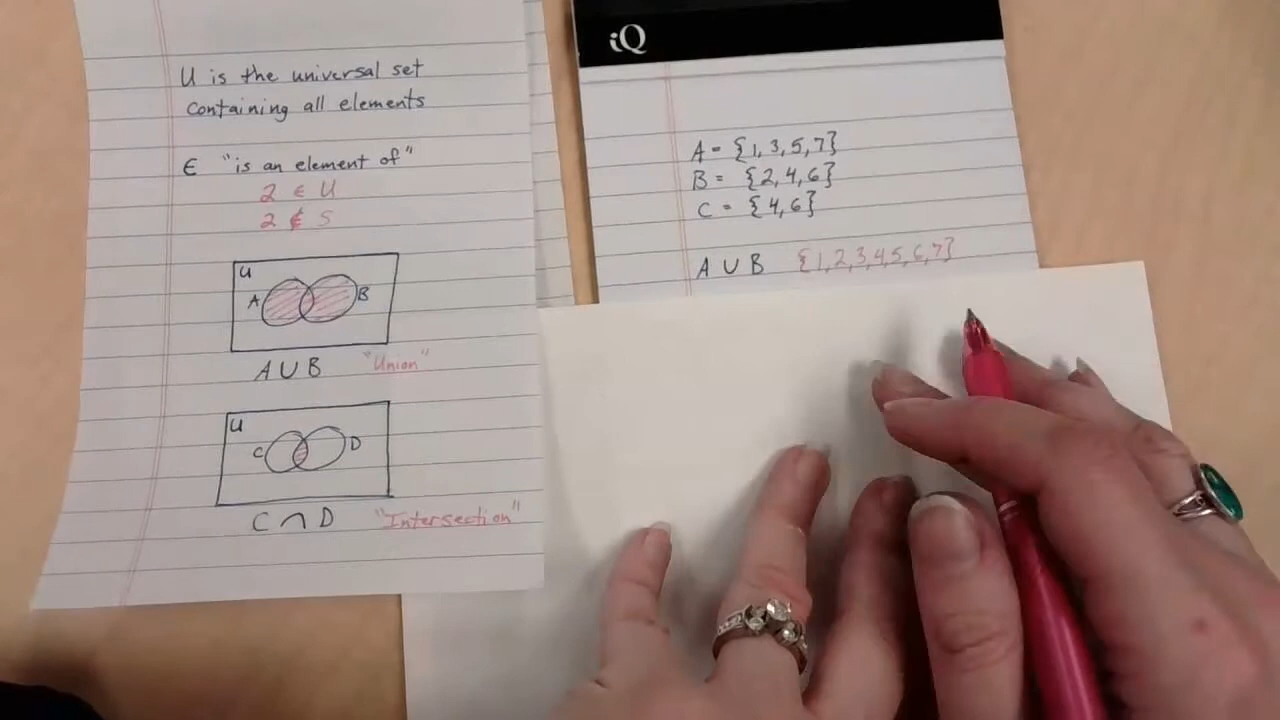 U is the universal set
containing all elements
∈ "is an element of"
2 ∈ U
2 ∉ S
U
A
B
A ∪ B "Union"
U
C
D
C ∩ D "Intersection"
iQ
A = {1, 3, 5, 7}
B = {2, 4, 6}
C = {4, 6}
A ∪ B {1, 2, 3, 4, 5, 6, 7}